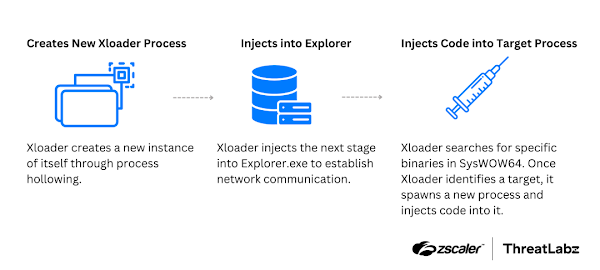 Creates New Xloader Process
Xloader creates a new instance
of itself through process
hollowing.
Injects into Explorer
Xloader injects the next stage
into Explorer.exe to establish
network communication.
Injects Code into Target Process
Xloader searches for specific
binaries in SysWOW64. Once
Xloader identifies a target, it
spawns a new process and
injects code into it.
zscaler™ | ThreatLabz